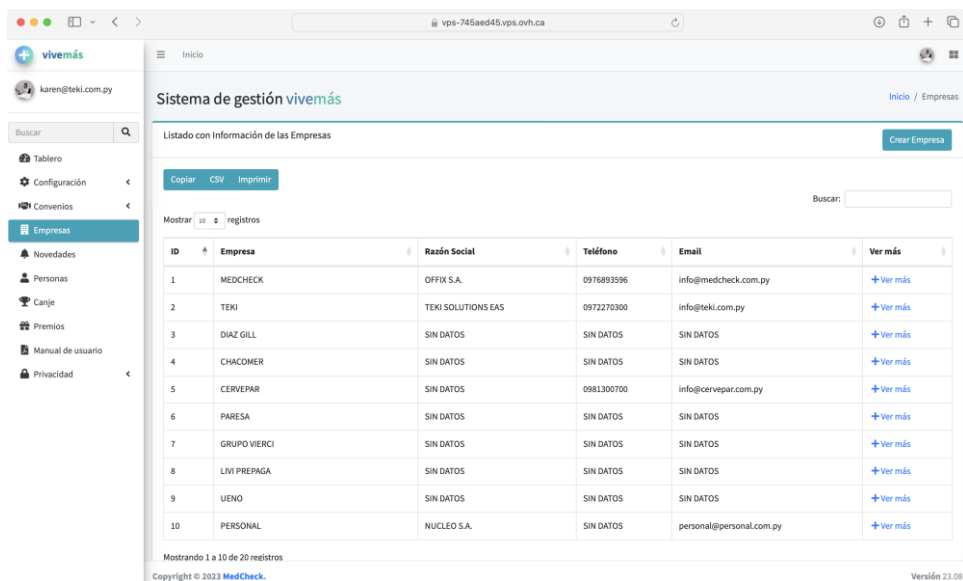 vps-745aed45.vps.ovh.ca
vivemás
Inicio
karen@teki.com.py
Sistema de gestión vivemás
Inicio / Empresas
Buscar
Listado con Información de las Empresas
Crear Empresa
Tablero
Configuración
Convenios
Empresas
Novedades
Personas
Canje
Premios
Manual de usuario
Privacidad
Copiar CSV Imprimir
Buscar:
Mostrar 10 registros
ID Empresa Razón Social Teléfono Email Ver más
1 MEDCHECK OFFIX S.A. 0976893596 info@medcheck.com.py Ver más
2 TEKI TEKI SOLUTIONS EAS 0972270300 info@teki.com.py Ver más
3 DIAZ GILL SIN DATOS SIN DATOS SIN DATOS Ver más
4 CHACOMER SIN DATOS SIN DATOS SIN DATOS Ver más
5 CERVEPAR SIN DATOS 0981300700 info@cervepar.com.py Ver más
6 PARESA SIN DATOS SIN DATOS SIN DATOS Ver más
7 GRUPO VIERCI SIN DATOS SIN DATOS SIN DATOS Ver más
8 LIVI PREPAGA SIN DATOS SIN DATOS SIN DATOS Ver más
9 UENO SIN DATOS SIN DATOS SIN DATOS Ver más
10 PERSONAL NUCLEO S.A. SIN DATOS personal@personal.com.py Ver más
Mostrando 1 a 10 de 20 registros
Copyright © 2023 MedCheck.
Versión 23.08